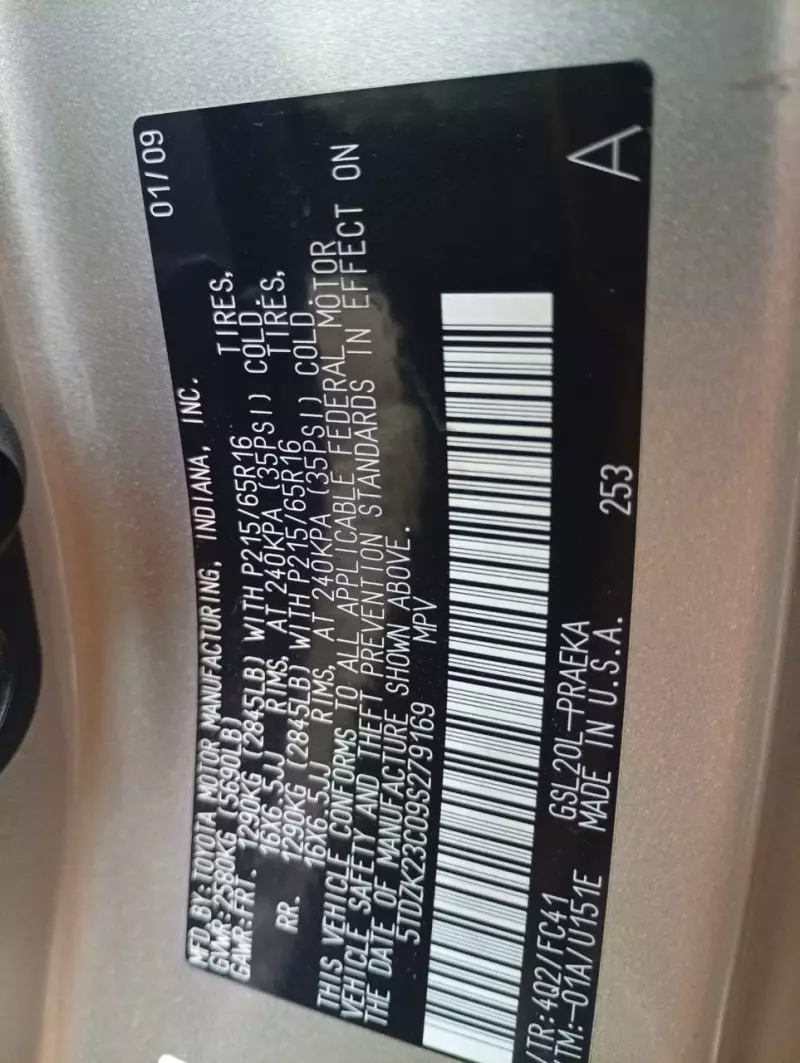 MFD.BY:TOYOTA MOTOR MANUFACTURING, INDIANA, INC. 01/09
GVWR:2580KG (5690LB)
GAWR:FRT. 1290KG (2845LB) WITH P215/65R16 TIRES,
16X6.5JJ RIMS, AT 240KPA (35PSI) COLD.
RR. 1290KG (2845LB) WITH P215/65R16 TIRES,
16X6.5JJ RIMS, AT 240KPA (35PSI) COLD.
THIS VEHICLE CONFORMS TO ALL APPLICABLE FEDERAL MOTOR
VEHICLE SAFETY AND THEFT PREVENTION STANDARDS IN EFFECT ON
THE DATE OF MANUFACTURE SHOWN ABOVE.
5TDZK23C09S279169 MPV
/TR:4Q2/FC41 GSL20L-PRAEKA 253 A
TM:-01A/U151E MADE IN U.S.A.